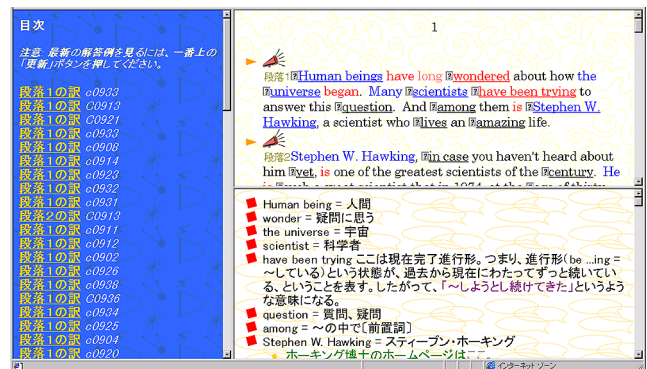 目次
注意 最新の解答例を見るには、一番上の
「更新」ボタンを押してください。
段落1の訳 c0933
段落1の訳 C0913
段落1の訳 C0921
段落1の訳 c0933
段落1の訳 c0908
段落1の訳 c0914
段落1の訳 c0923
段落1の訳 c0932
段落1の訳 c0931
段落2の訳 C0913
段落1の訳 c0911
段落1の訳 c0912
段落1の訳 c0902
段落1の訳 c0926
段落1の訳 c0938
段落1の訳 C0936
段落1の訳 c0934
段落1の訳 c0925
段落1の訳 c0904
段落1の訳 c0920
1
段落1 Human beings have long wondered about how the
universe began. Many scientists have been trying to
answer this question. And among them is Stephen W.
Hawking, a scientist who lives an amazing life.
段落2 Stephen W. Hawking, in case you haven't heard about
him yet, is one of the greatest scientists of the century. He
Human being = 人間
wonder = 疑問に思う
the universe = 宇宙
scientist = 科学者
have been trying ここは現在完了進行形。つまり、進行形(be ...ing =
~している)という状態が、過去から現在にわたってずっと続いてい
る、ということを表す。したがって、「~しようとし続けてきた」というよう
な意味になる。
question = 質問、疑問
among = ~の中で[前置詞]
Stephen W. Hawking = スティーブン・ホーキング
ホーキング博士のホームページは
インターネット ゾーン